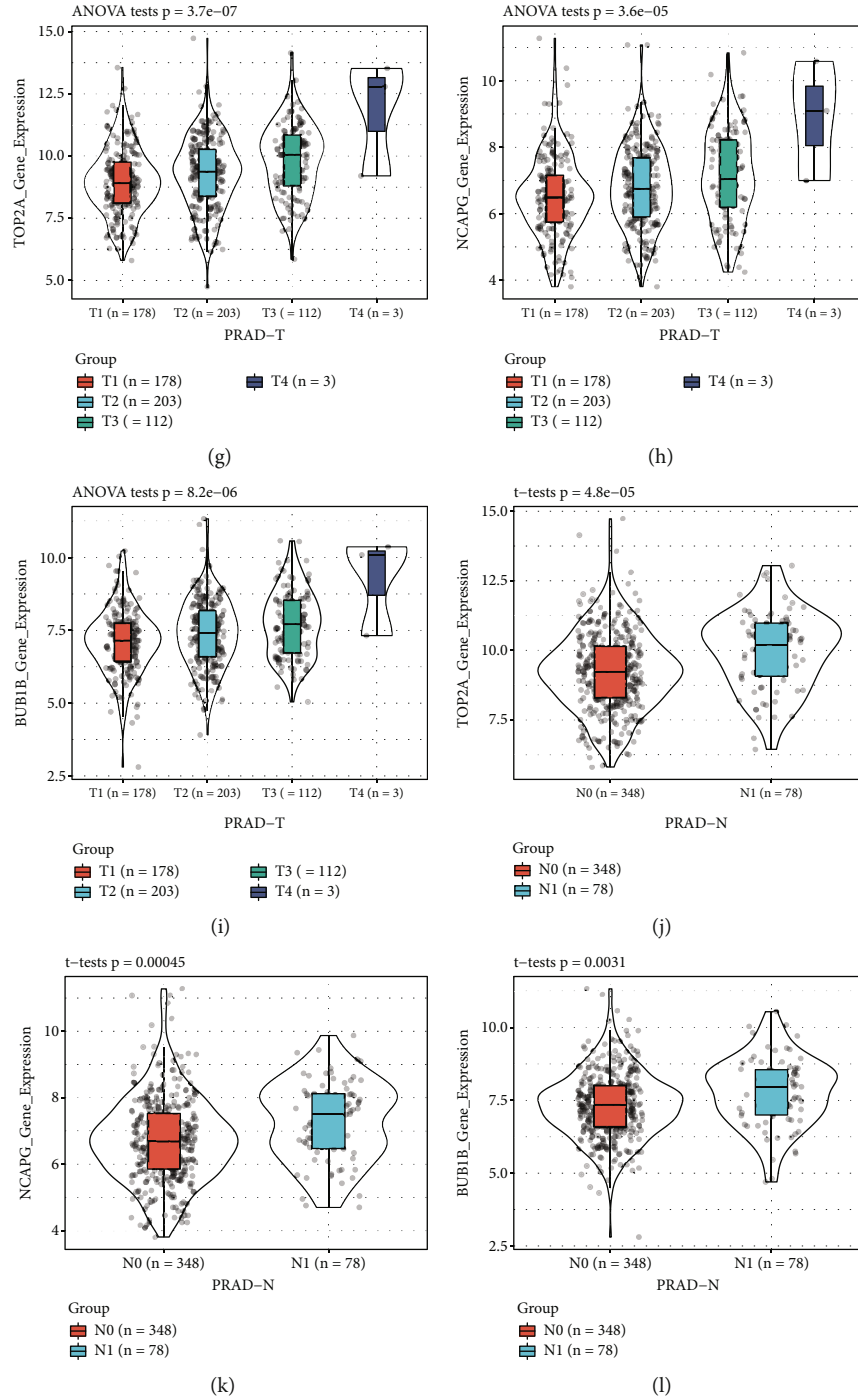 ANOVA tests p = 3.7e−07
TOP2A_Gene_Expression
15.0
12.5
10.0
7.5
5.0
T1 (n = 178) T2 (n = 203) T3 ( = 112) T4 (n = 3)
PRAD−T
Group
T1 (n = 178) T4 (n = 3)
T2 (n = 203)
T3 ( = 112)
(g)
ANOVA tests p = 3.6e−05
NCAPG_Gene_Expression
10
8
6
4
T1 (n = 178) T2 (n = 203) T3 ( = 112) T4 (n = 3)
PRAD−T
Group
T1 (n = 178) T4 (n = 3)
T2 (n = 203)
T3 ( = 112)
(h)
ANOVA tests p = 8.2e−06
BUB1B_Gene_Expression
10.0
7.5
5.0
2.5
T1 (n = 178) T2 (n = 203) T3 ( = 112) T4 (n = 3)
PRAD−T
Group
T1 (n = 178) T3 ( = 112)
T2 (n = 203) T4 (n = 3)
(i)
t−tests p = 4.8e−05
TOP2A_Gene_Expression
15.0
12.5
10.0
7.5
N0 (n = 348) N1 (n = 78)
PRAD−N
Group
N0 (n = 348)
N1 (n = 78)
(j)
t−tests p = 0.00045
NCAPG_Gene_Expression
10
8
6
4
N0 (n = 348) N1 (n = 78)
PRAD−N
Group
N0 (n = 348)
N1 (n = 78)
(k)
t−tests p = 0.0031
BUB1B_Gene_Expression
10.0
7.5
5.0
2.5
N0 (n = 348) N1 (n = 78)
PRAD−N
Group
N0 (n = 348)
N1 (n = 78)
(l)